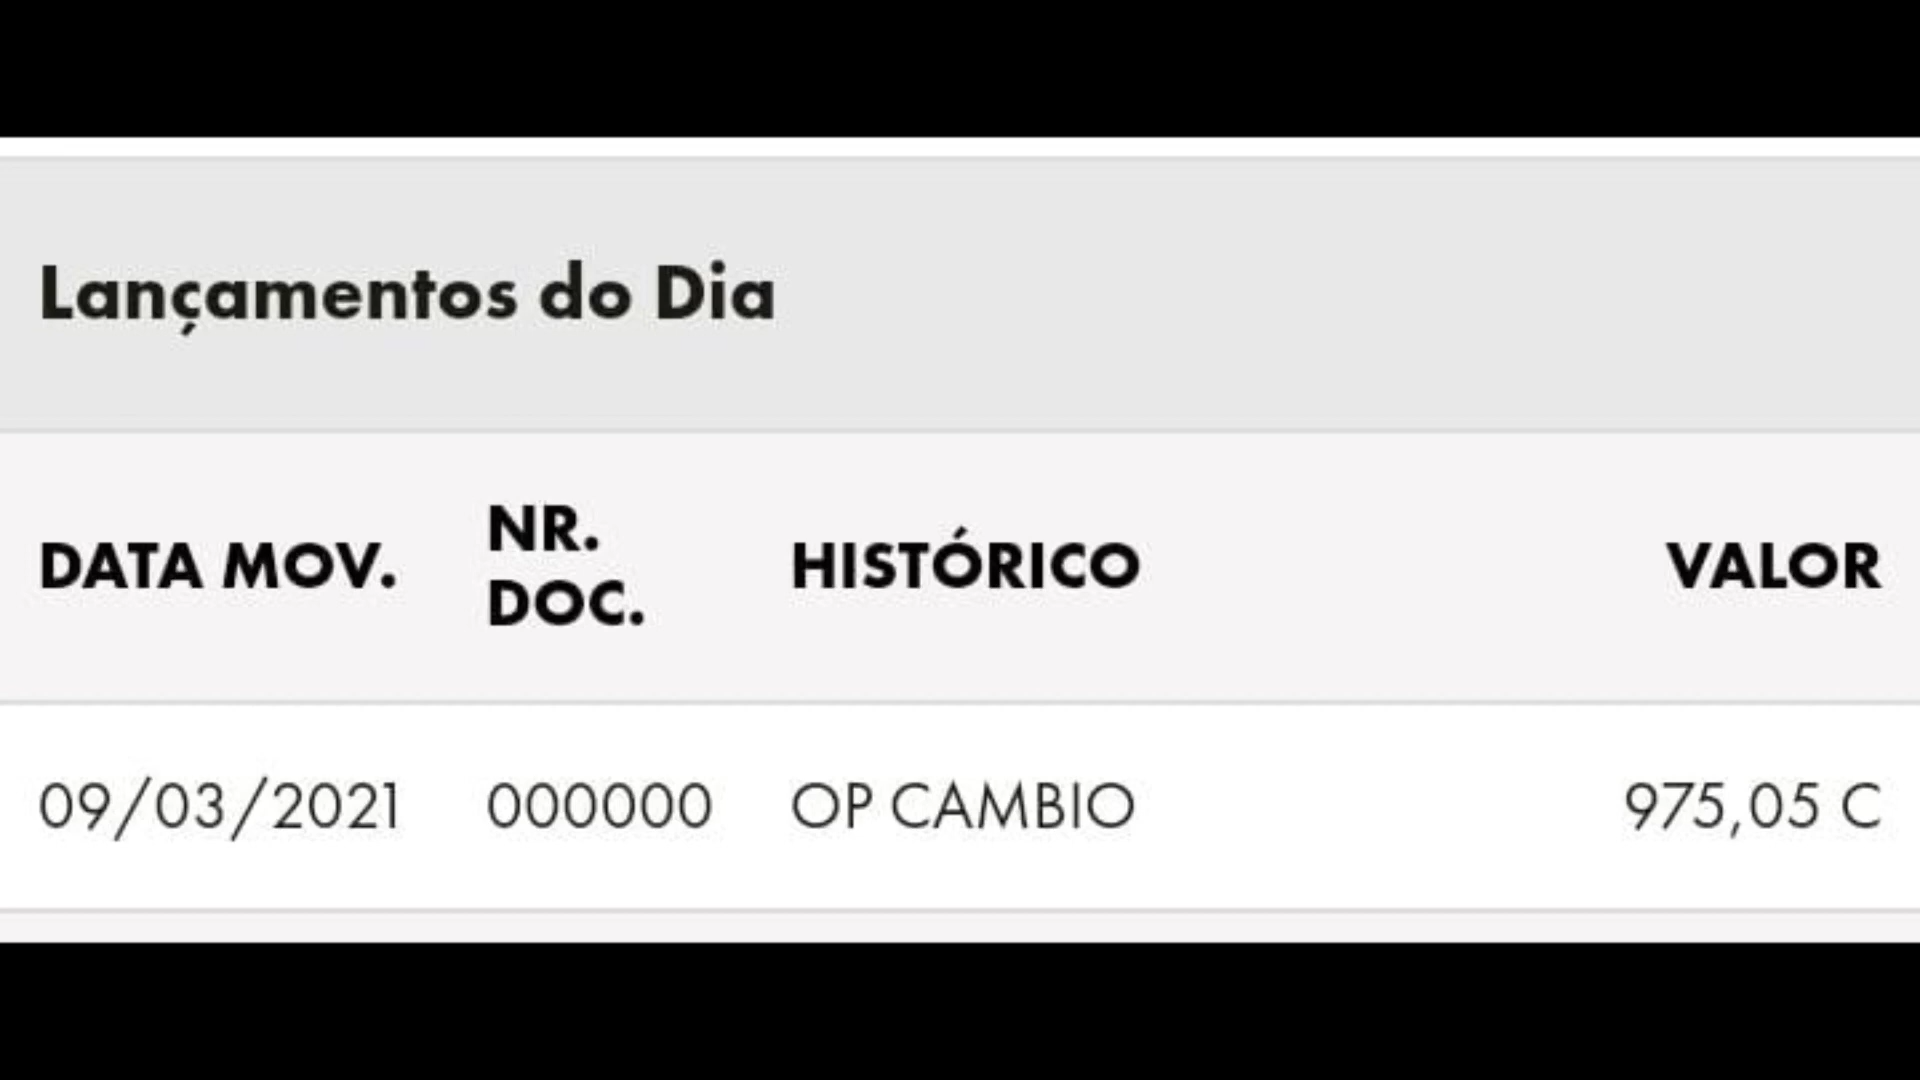 Lançamentos do Dia
DATA MOV.
NR.
DOC.
HISTÓRICO
VALOR
09/03/2021 000000 OP CAMBIO 975,05 C